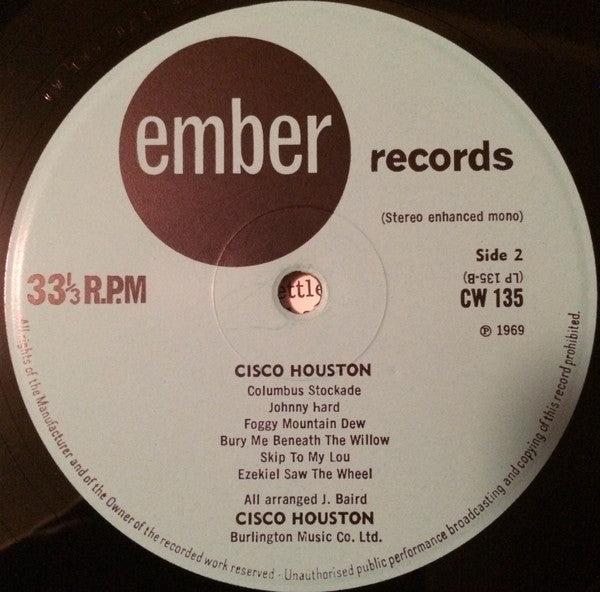 ember
records
(Stereo enhanced mono)
Side 2
(LP 135-B)
33⅓ R.P.M
CW 135
℗ 1969
CISCO HOUSTON
Columbus Stockade
Johnny Hard
Foggy Mountain Dew
Bury Me Beneath The Willow
Skip To My Lou
Ezekiel Saw The Wheel
All arranged J. Baird
CISCO HOUSTON
Burlington Music Co. Ltd.
All rights of the Manufacturer and of the Owner of the recorded work reserved · Unauthorised public performance broadcasting and copying of this record prohibited.
ettle